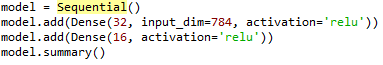 model = Sequential()
model.add(Dense(32, input_dim=784, activation='relu'))
model.add(Dense(16, activation='relu'))
model.summary()